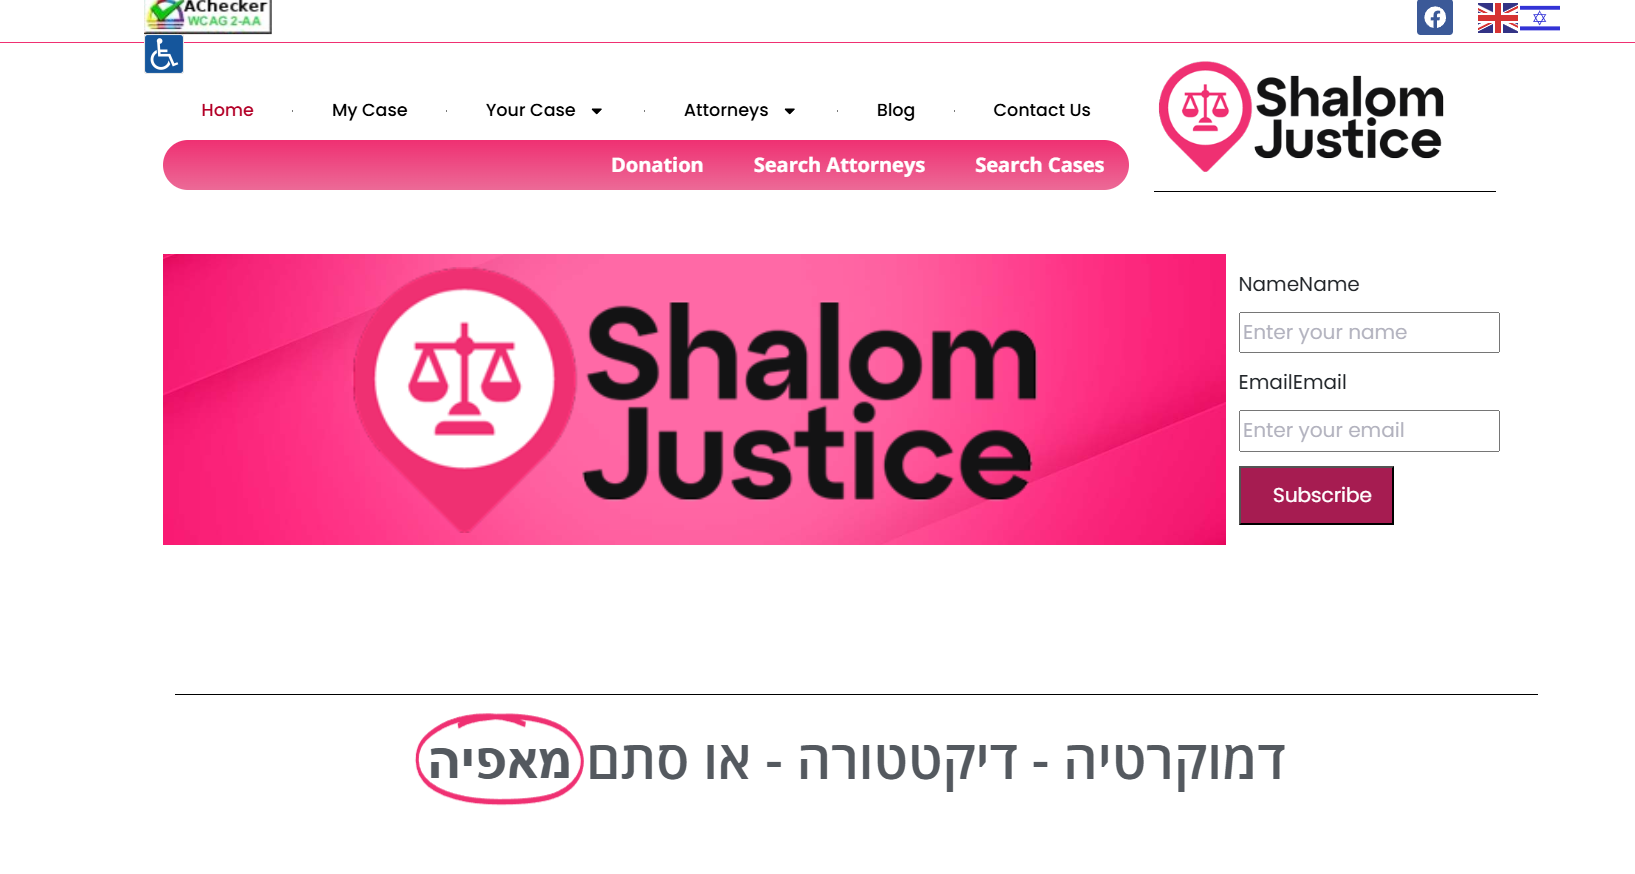 AChecker
WCAG 2-AA
Home
My Case
Your Case
Attorneys
Blog
Contact Us
Shalom
Justice
Donation
Search Attorneys
Search Cases
Shalom
Justice
NameName
Enter your name
EmailEmail
Enter your email
Subscribe
דמוקרטיה - דיקטטורה - או סתם מאפיה